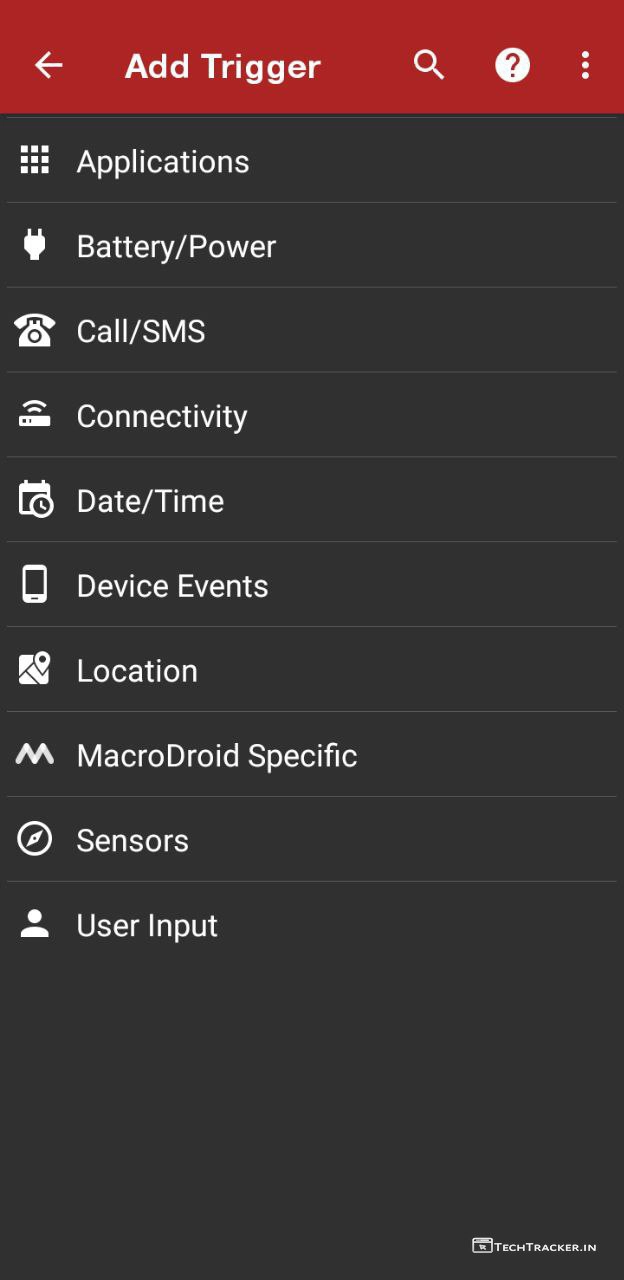 Add Trigger
Applications
Battery/Power
Call/SMS
Connectivity
Date/Time
Device Events
Location
MacroDroid Specific
Sensors
User Input
TECHTRACKER.IN